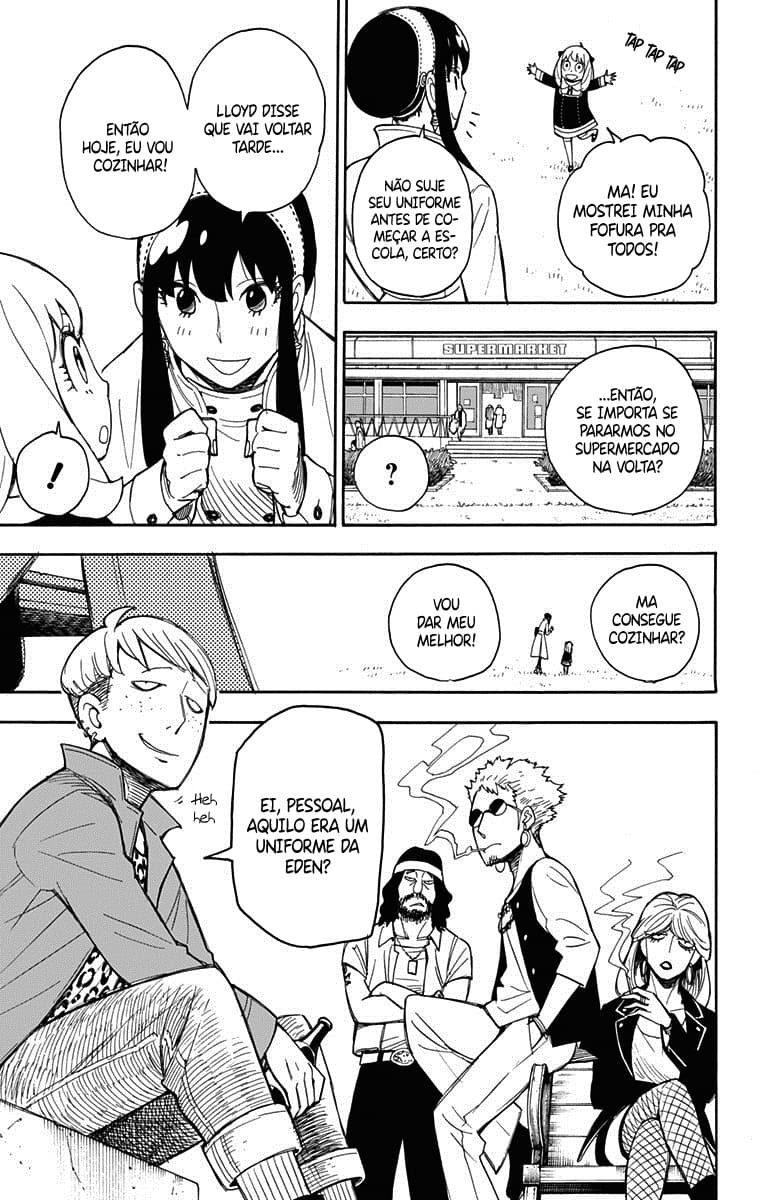 TAP TAP TAP
MA! EU
MOSTREI MINHA
FOFURA PRA
TODOS!
NÃO SUJE
SEU UNIFORME
ANTES DE CO-
MEÇAR A ES-
COLA, CERTO?
LLOYD DISSE
QUE VAI VOLTAR
TARDE...
ENTÃO
HOJE, EU VOU
COZINHAR!
!
SUPERMARKET
...ENTÃO,
SE IMPORTA SE
PARARMOS NO
SUPERMERCADO
NA VOLTA?
?
MA
CONSEGUE
COZINHAR?
VOU
DAR MEU
MELHOR!
Heh
heh
EI, PESSOAL,
AQUILO ERA UM
UNIFORME DA
EDEN?